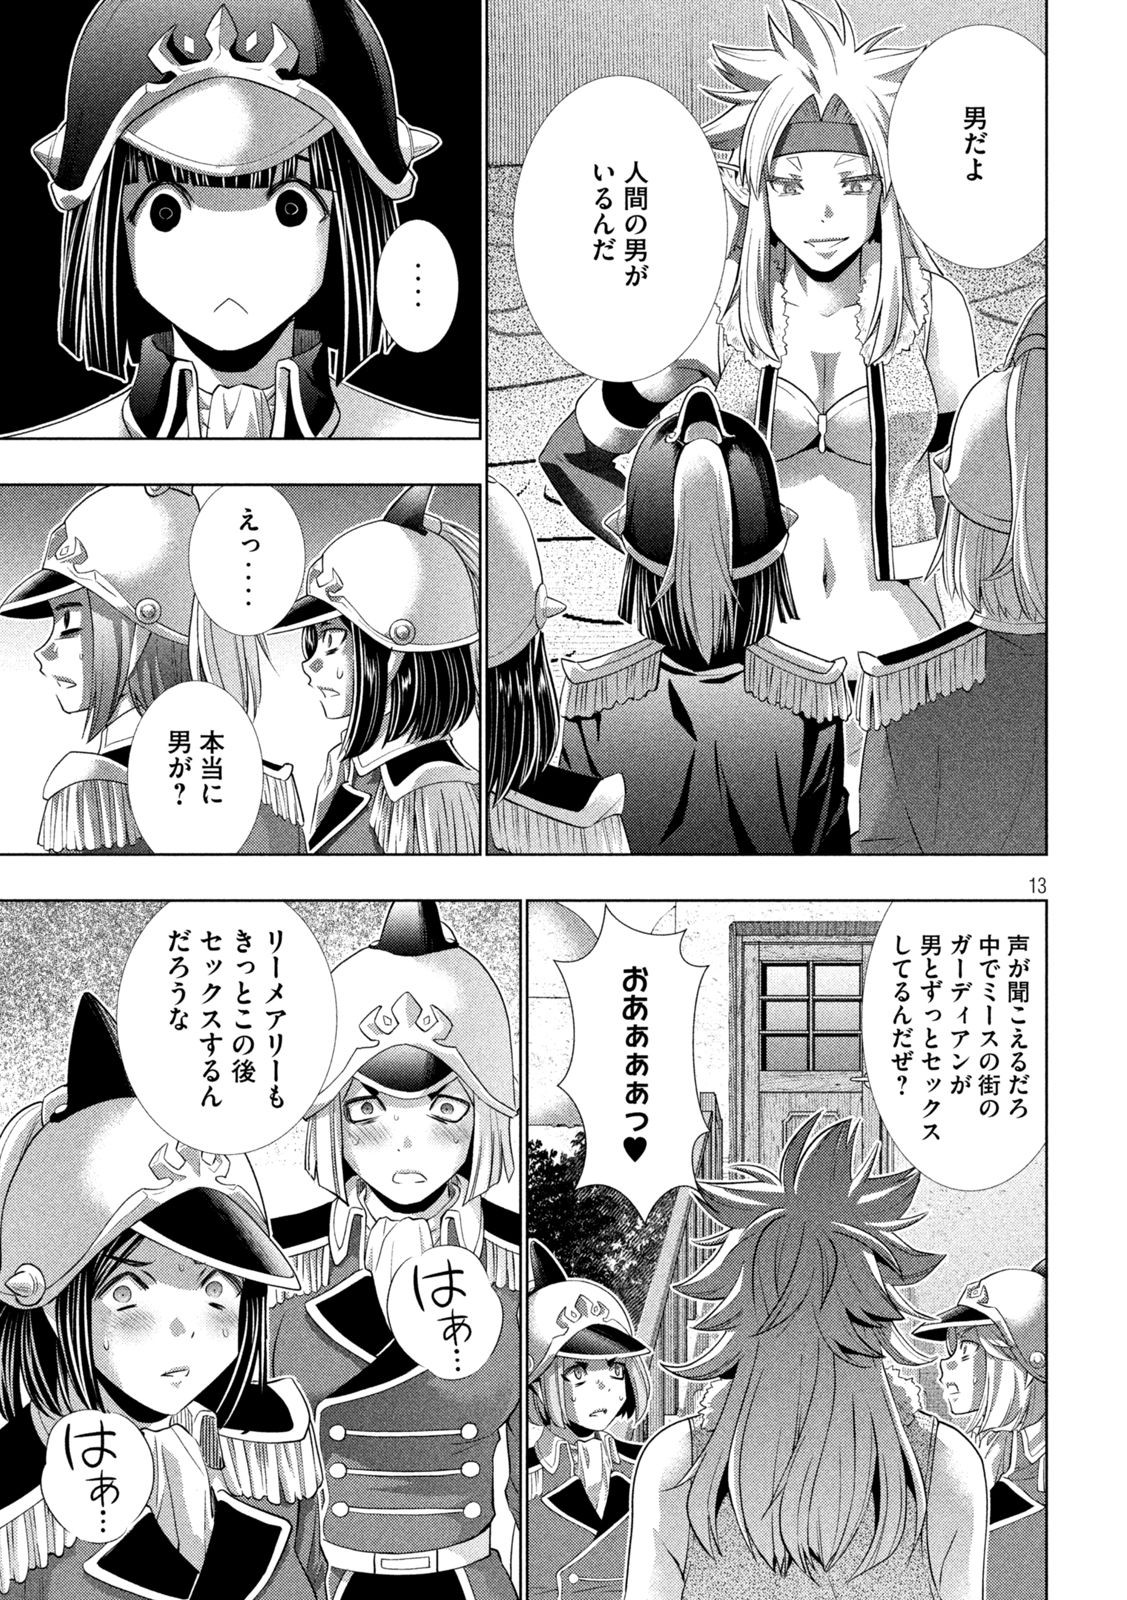 男だよ
人間の男が
いるんだ
‥‥
えっ‥‥
本当に
男が?
13
声が聞こえるだろ
中でミースの街の
ガーディアンが
男とずっとセックス
してるんだぜ?
おぁぁぁぁっ♥
リーメアリーも
きっとこの後
セックスするん
だろうな
はぁ…
はぁ…